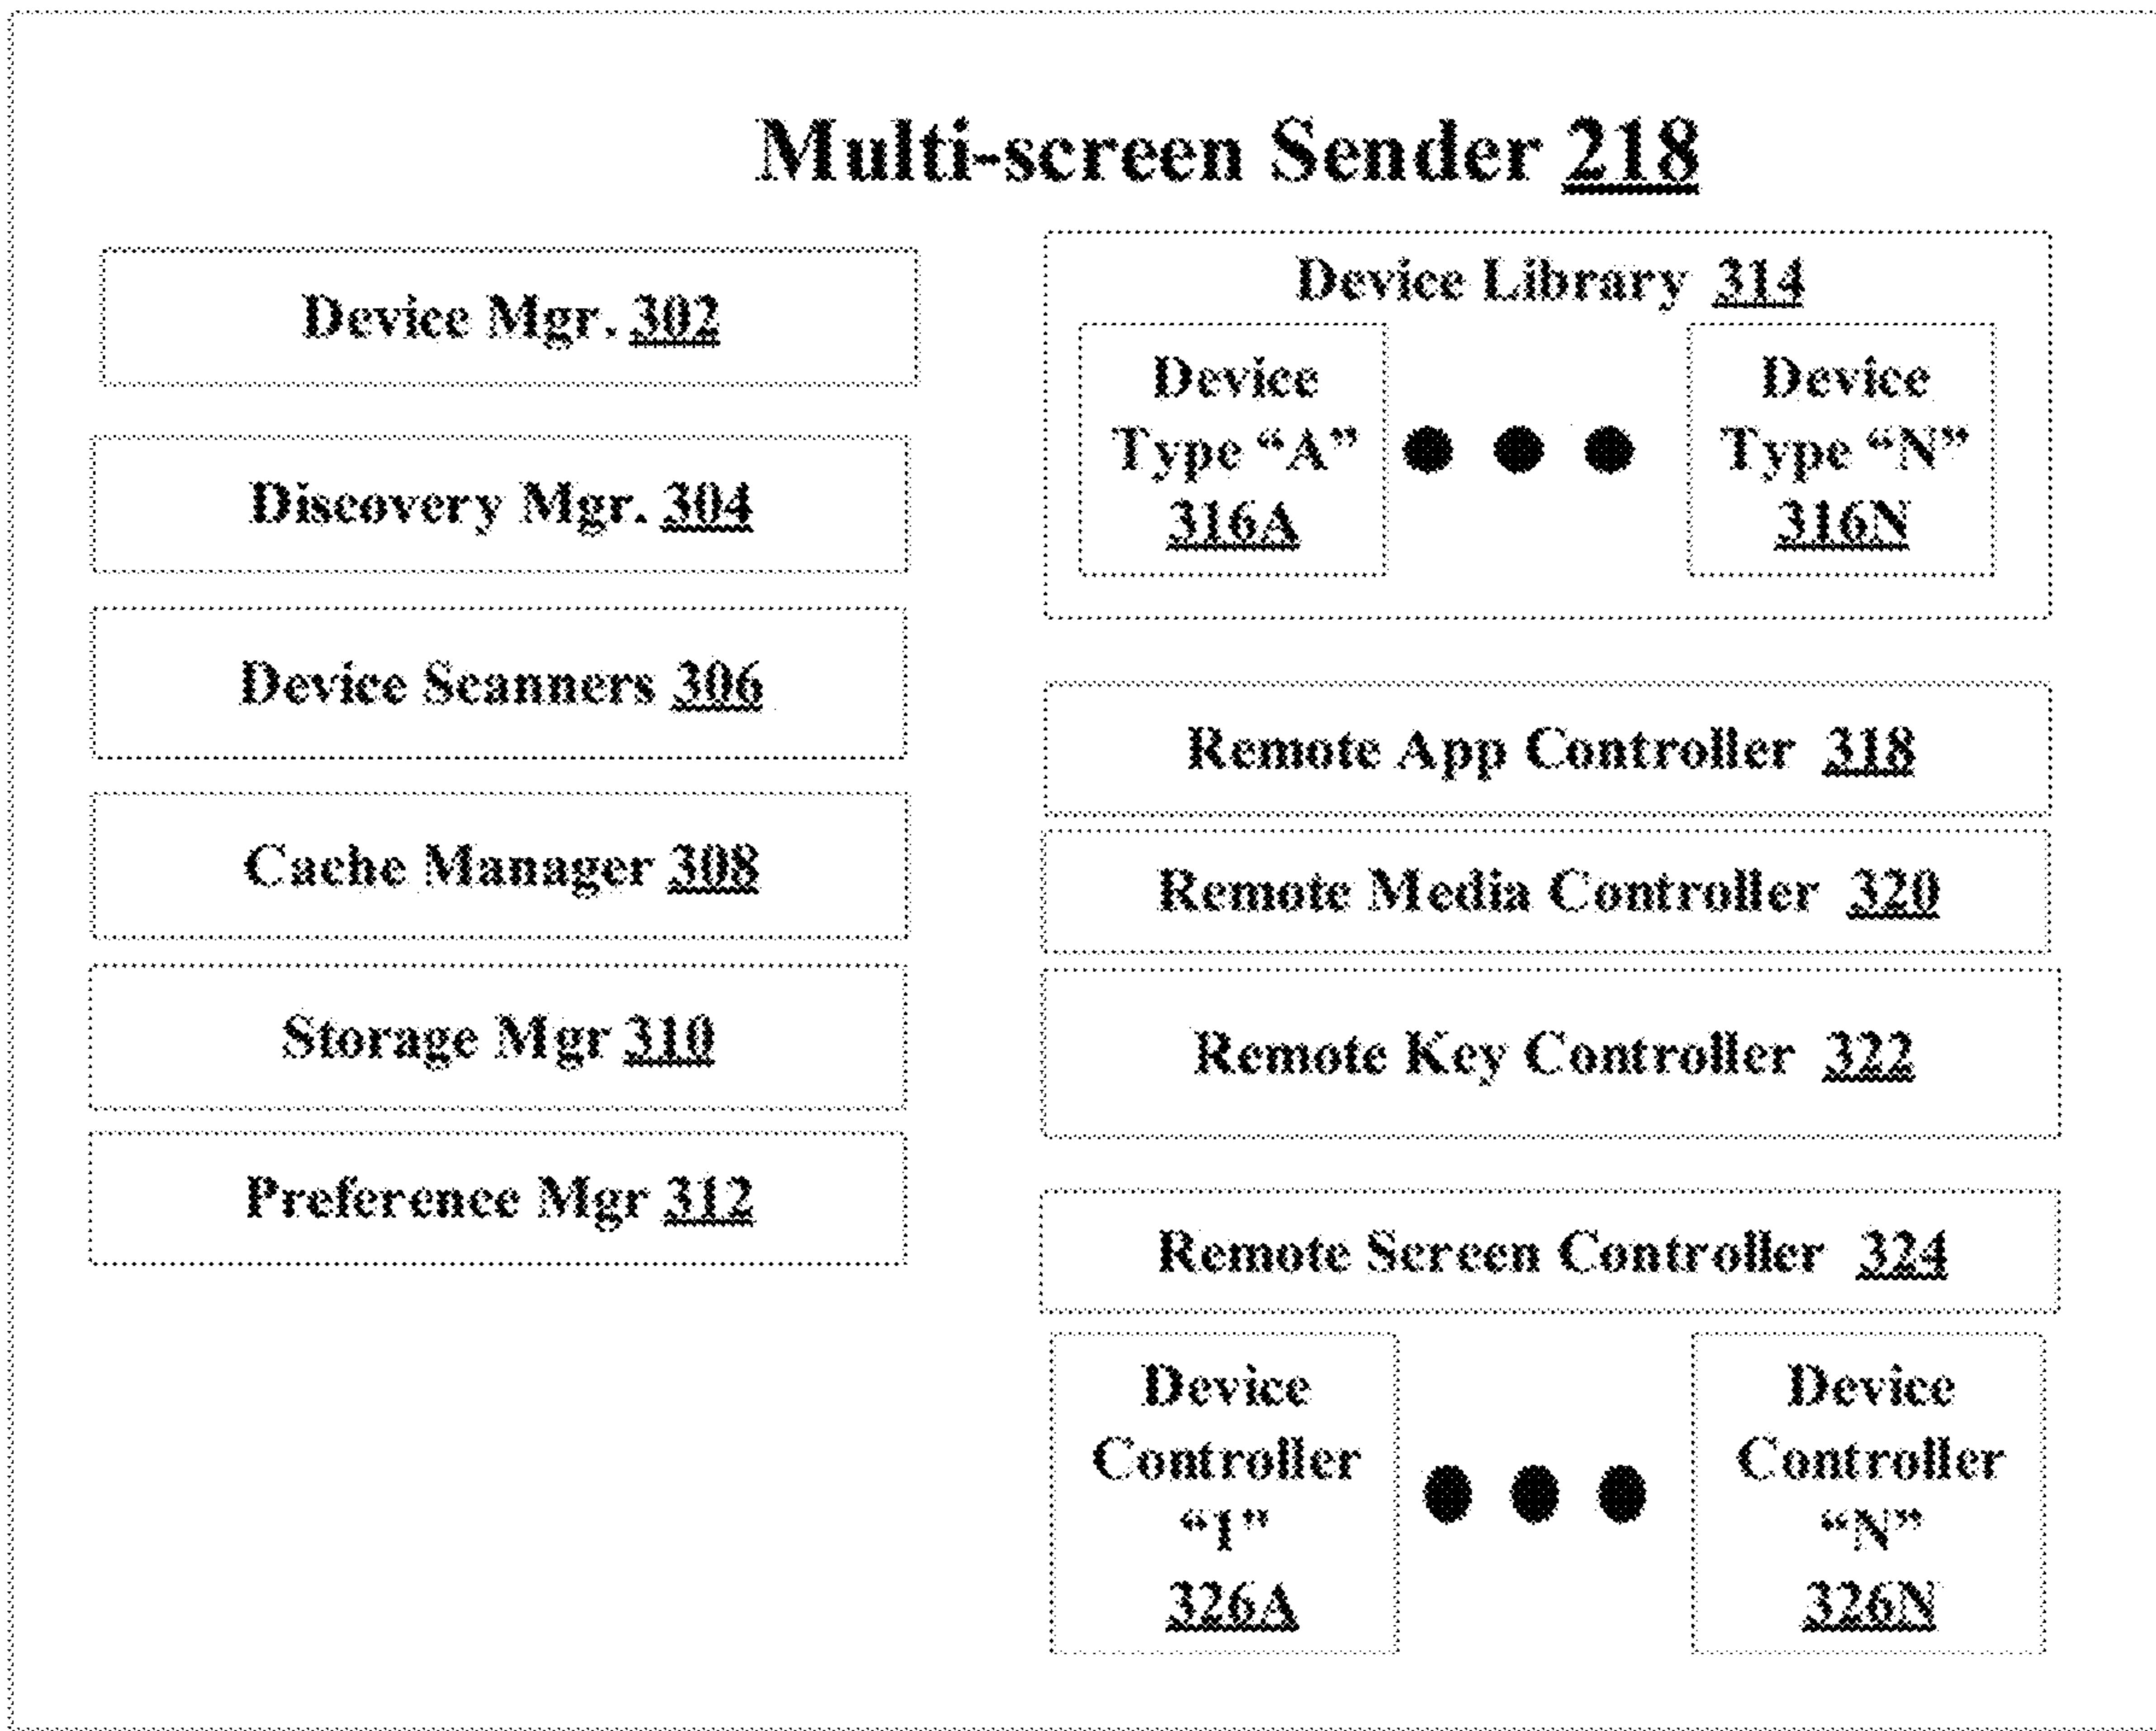 Multi-screen Sender 218
Device Mgr. 302
Discovery Mgr. 304
Device Scanners 306
Cache Manager 308
Storage Mgr 310
Preference Mgr 312
Device Library 314
Device
Type “A”
316A
Device
Type “N”
316N
Remote App Controller 318
Remote Media Controller 320
Remote Key Controller 322
Remote Screen Controller 324
Device
Controller
“1”
326A
Device
Controller
“N”
326N